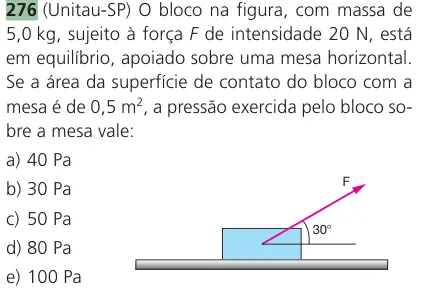 276 (Unitau-SP) O bloco na figura, com massa de
5,0 kg, sujeito à força F de intensidade 20 N, está
em equilíbrio, apoiado sobre uma mesa horizontal.
Se a área da superfície de contato do bloco com a
mesa é de 0,5 m², a pressão exercida pelo bloco so-
bre a mesa vale:
a) 40 Pa
b) 30 Pa
c) 50 Pa
d) 80 Pa
e) 100 Pa
F
30°